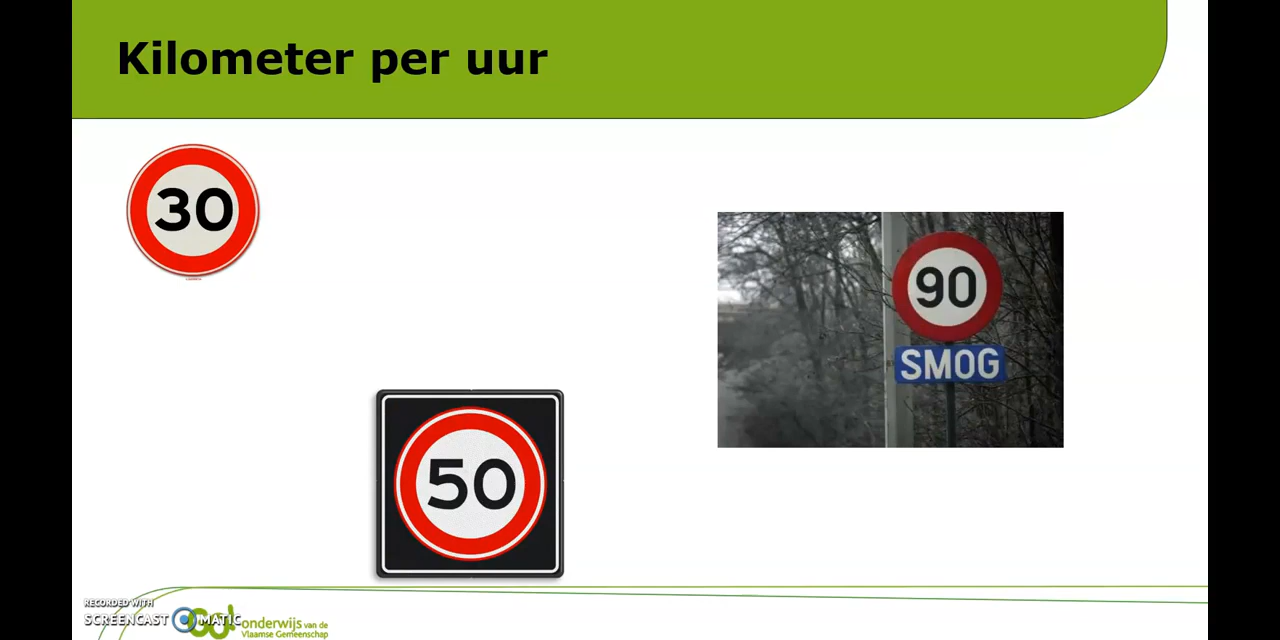 Kilometer per uur
30
90
SMOG
50
RECORDED WITH
SCREENCAST MATIC
onderwijs van de
Vlaamse Gemeenschap